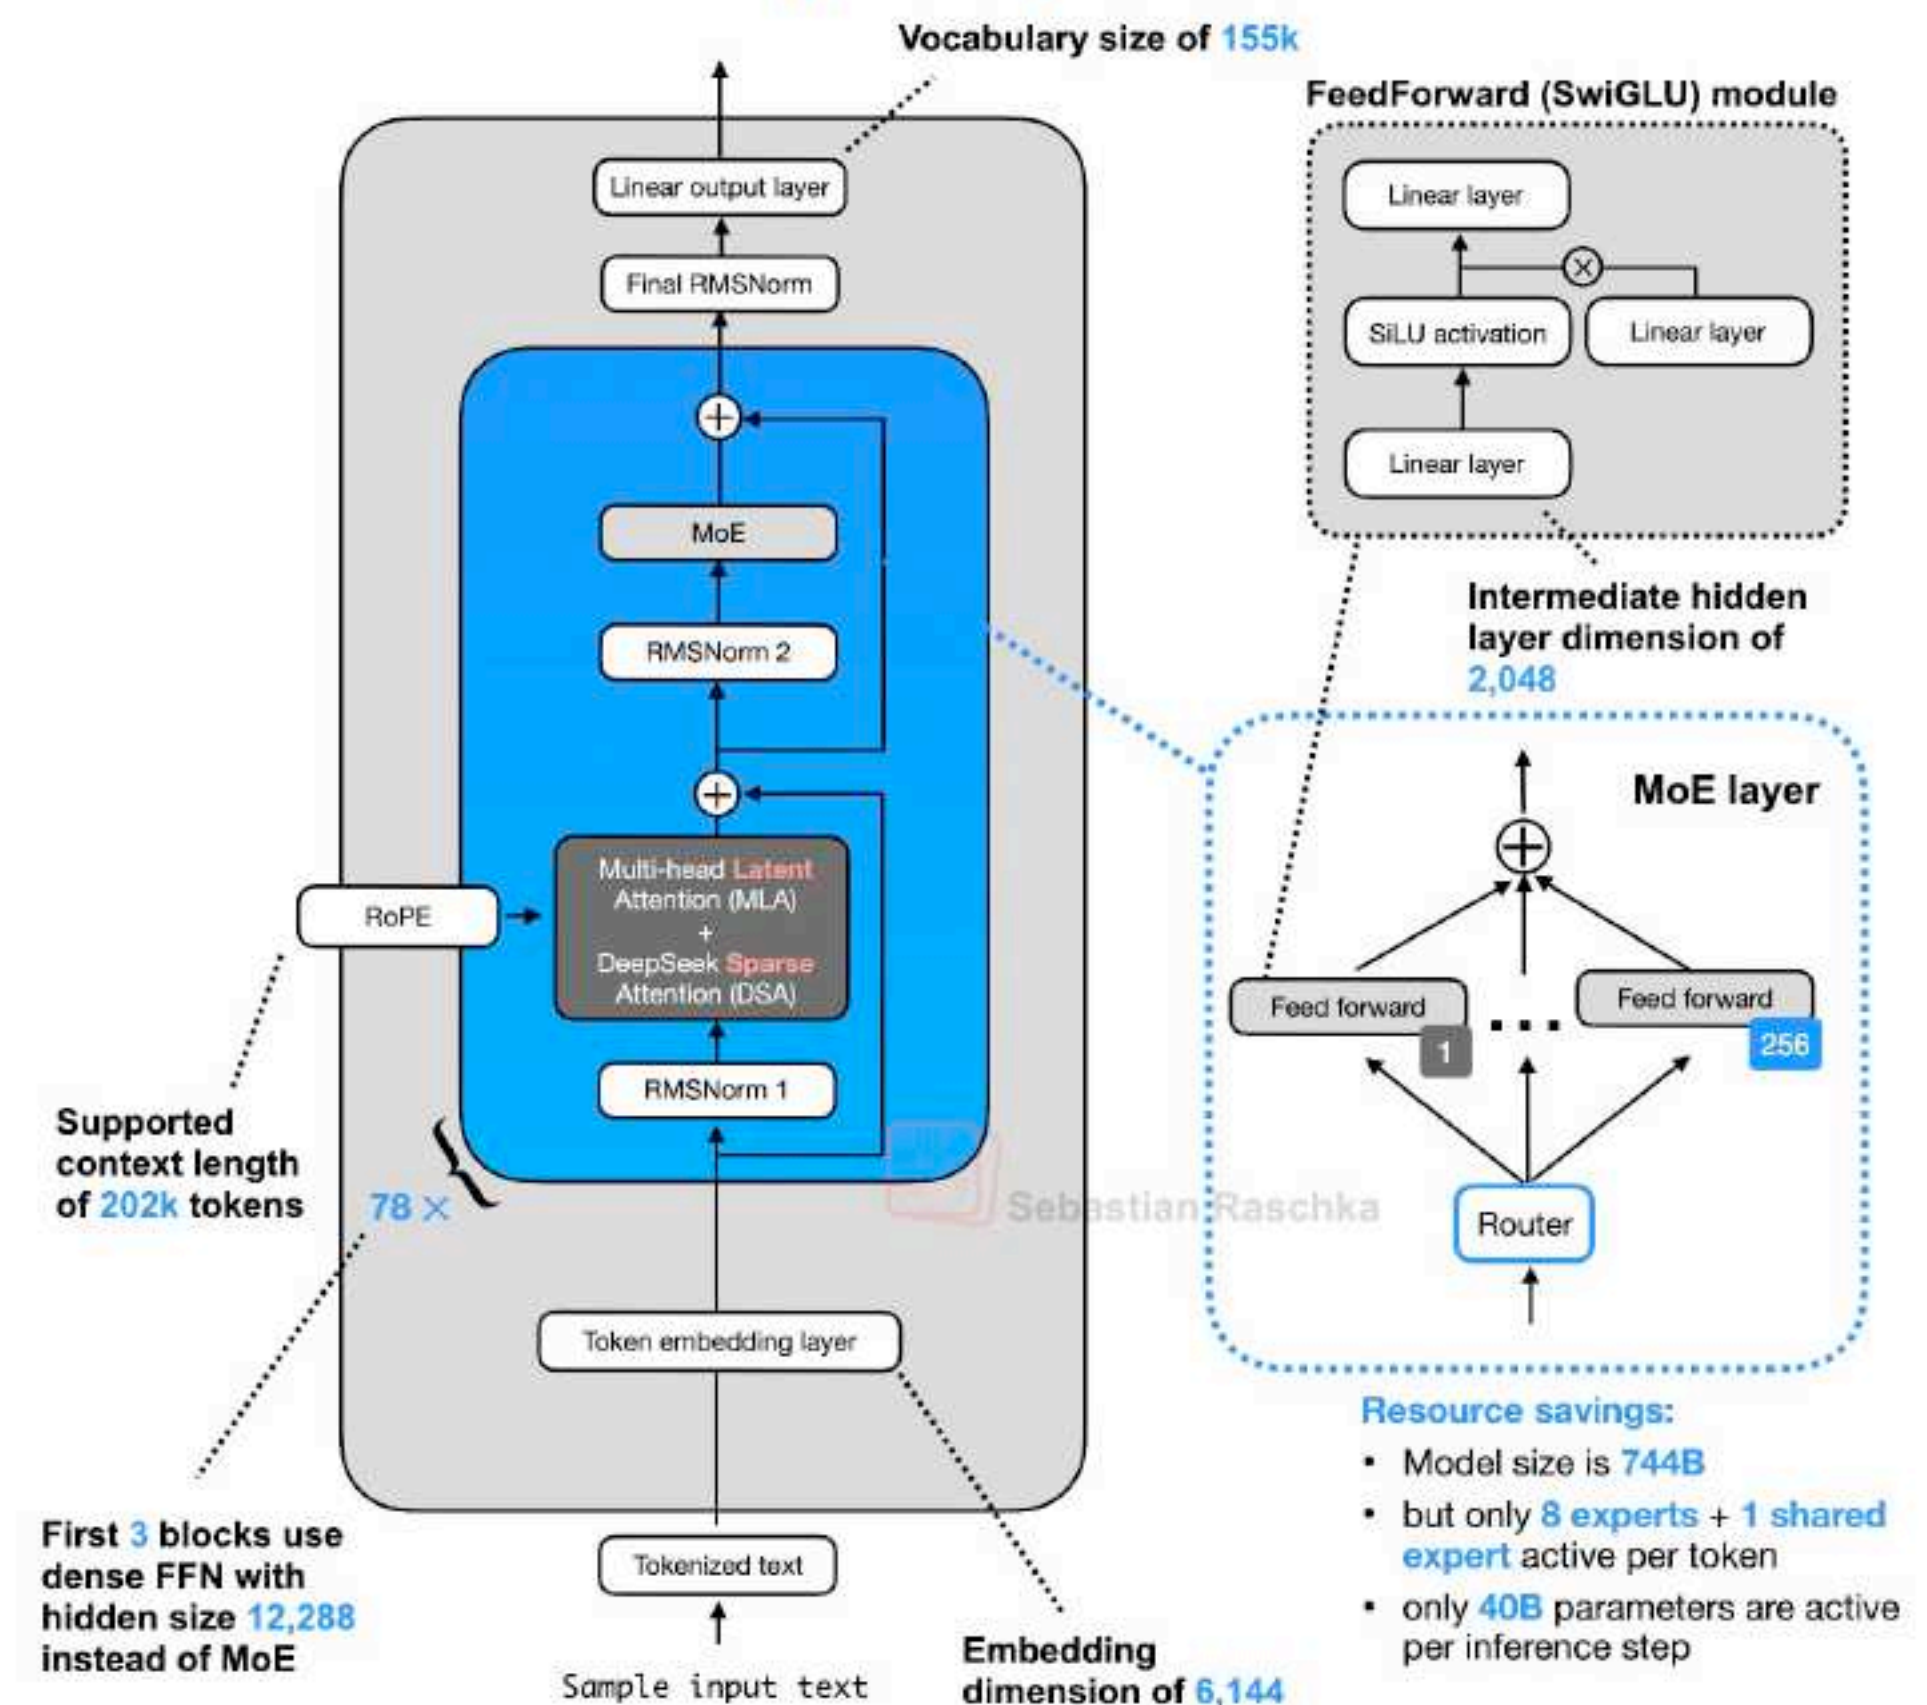 Vocabulary size of 155k
FeedForward (SwiGLU) module
Linear output layer
Final RMSNorm
Linear layer
SiLU activation
Linear layer
Linear layer
Intermediate hidden
layer dimension of
2,048
MoE
RMSNorm 2
Multi-head Latent
Attention (MLA)
+
DeepSeek Sparse
Attention (DSA)
RoPE
RMSNorm 1
Supported
context length
of 202k tokens
78 ×
MoE layer
Feed forward
1
Feed forward
256
Router
Sebastian Raschka
Token embedding layer
Tokenized text
Sample input text
First 3 blocks use
dense FFN with
hidden size 12,288
instead of MoE
Embedding
dimension of 6,144
Resource savings:
• Model size is 744B
• but only 8 experts + 1 shared
expert active per token
• only 40B parameters are active
per inference step